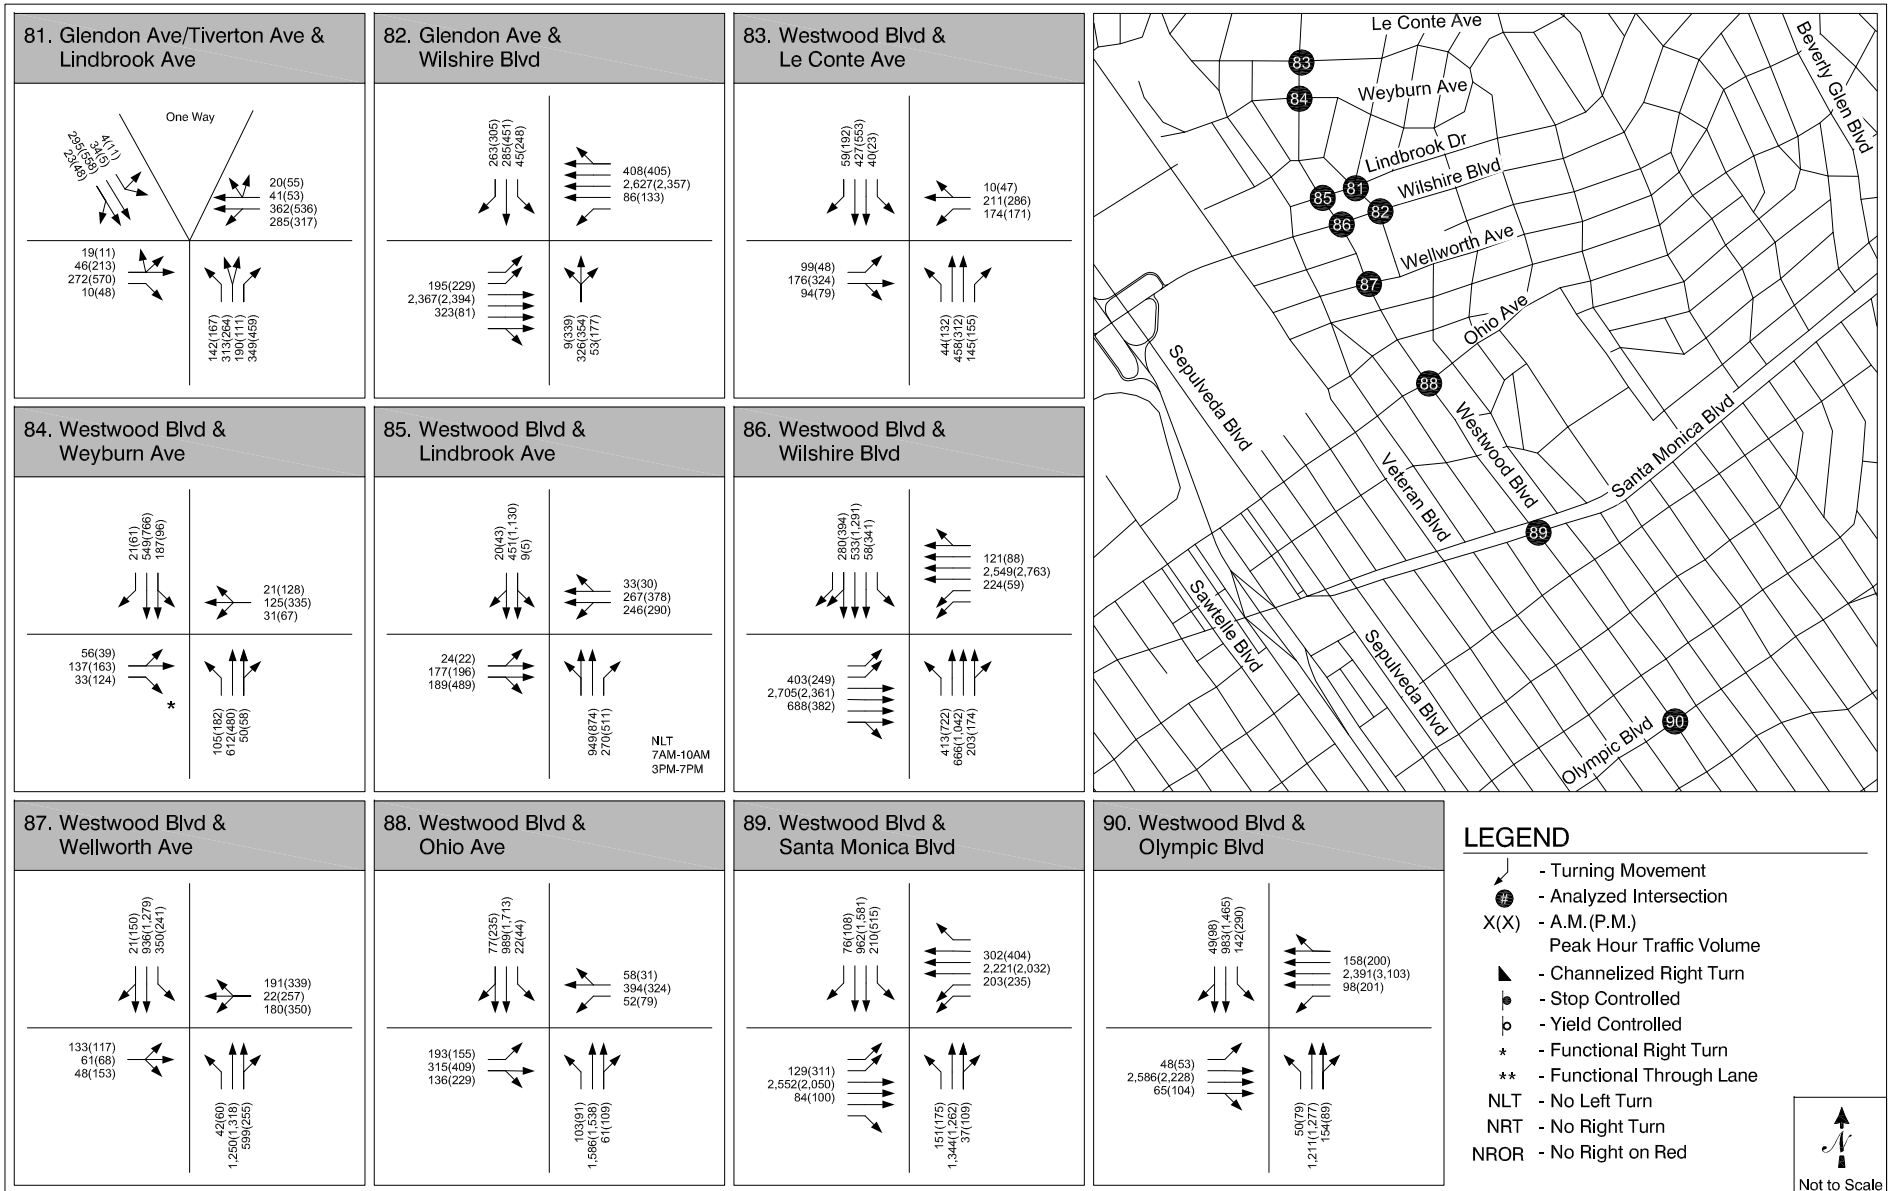 81. Glendon Ave/Tiverton Ave &
Lindbrook Ave
One Way
4(11)
34(5)
295(558)
23(48)
20(55)
41(53)
362(536)
285(317)
19(11)
46(213)
272(570)
10(48)
142(167)
313(264)
190(111)
349(459)
82. Glendon Ave &
Wilshire Blvd
263(305)
285(451)
45(248)
408(405)
2,627(2,357)
86(133)
195(229)
2,367(2,394)
323(81)
9(339)
326(354)
53(177)
83. Westwood Blvd &
Le Conte Ave
59(192)
427(553)
40(23)
10(47)
211(286)
174(171)
99(48)
176(324)
94(79)
44(132)
458(312)
145(155)
84. Westwood Blvd &
Weyburn Ave
21(61)
549(766)
187(96)
21(128)
125(335)
31(67)
56(39)
137(163)
33(124)
*
105(182)
612(480)
50(58)
85. Westwood Blvd &
Lindbrook Ave
20(43)
451(1,130)
9(5)
33(30)
267(378)
246(290)
24(22)
177(196)
189(489)
949(874)
270(511)
NLT
7AM-10AM
3PM-7PM
86. Westwood Blvd &
Wilshire Blvd
280(394)
533(1,291)
58(341)
121(88)
2,549(2,763)
224(59)
403(249)
2,705(2,361)
688(382)
413(722)
666(1,042)
203(174)
87. Westwood Blvd &
Wellworth Ave
21(150)
936(1,279)
350(241)
191(339)
22(257)
180(350)
133(117)
61(68)
48(153)
42(60)
1,250(1,318)
599(255)
88. Westwood Blvd &
Ohio Ave
77(235)
989(1,713)
22(44)
58(31)
394(324)
52(79)
193(155)
315(409)
136(229)
103(91)
1,586(1,538)
61(109)
89. Westwood Blvd &
Santa Monica Blvd
76(108)
962(1,581)
210(515)
302(404)
2,221(2,032)
203(235)
129(311)
2,552(2,050)
84(100)
151(175)
1,344(1,262)
37(109)
90. Westwood Blvd &
Olympic Blvd
49(98)
983(1,465)
142(290)
158(200)
2,391(3,103)
98(201)
48(53)
2,586(2,228)
65(104)
50(79)
1,211(1,277)
154(89)
Le Conte Ave
Beverly Glen Blvd
83
Weyburn Ave
84
Lindbrook Dr
Wilshire Blvd
81
85
82
86
Wellworth Ave
87
Ohio Ave
Sepulveda Blvd
88
Westwood Blvd
Santa Monica Blvd
Veteran Blvd
89
Sawtelle Blvd
Sepulveda Blvd
90
Olympic Blvd
LEGEND
- Turning Movement
# - Analyzed Intersection
X(X) - A.M.(P.M.)
Peak Hour Traffic Volume
- Channelized Right Turn
- Stop Controlled
- Yield Controlled
* - Functional Right Turn
** - Functional Through Lane
NLT - No Left Turn
NRT - No Right Turn
NROR - No Right on Red
N
Not to Scale